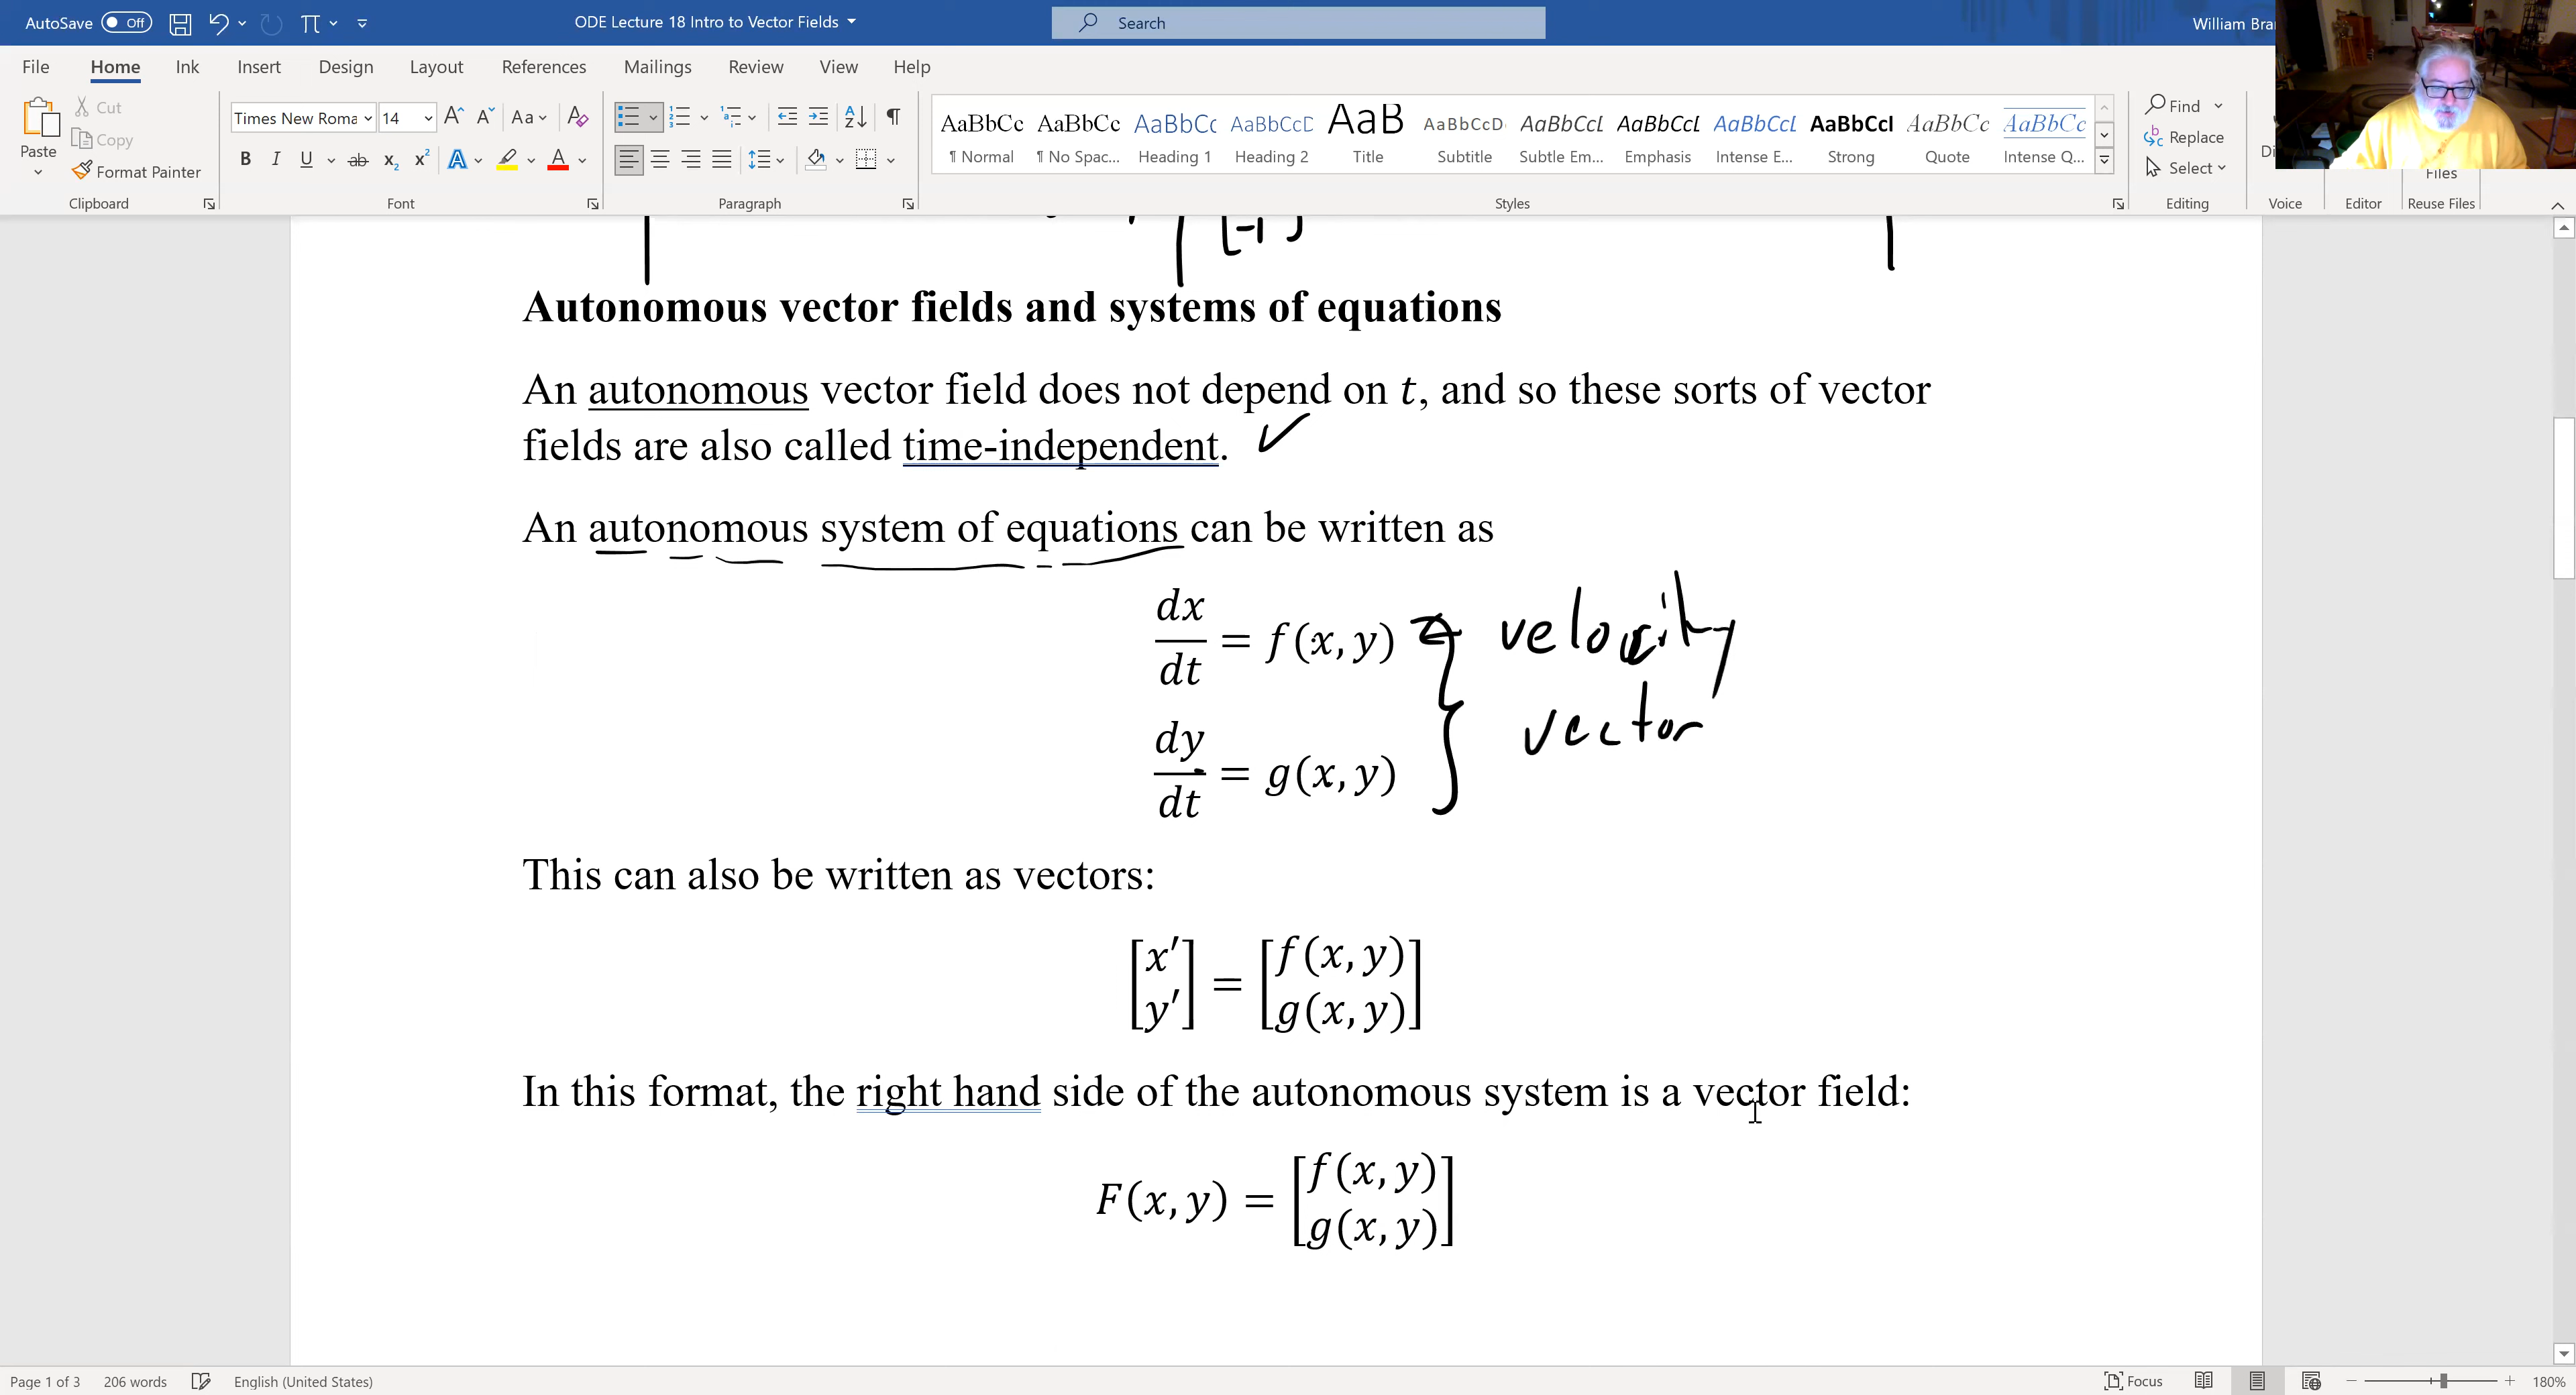 AutoSave Off ODE Lecture 18 Intro to Vector Fields Search William Bra
File Home Ink Insert Design Layout References Mailings Review View Help
Paste Cut Copy Format Painter
Times New Roma 14 Aa
B I U ab x₂ x² A A
AaBbCc AaBbCc AaBbCc AaBbCcD AaB AaBbCcD AaBbCcL AaBbCcL AaBbCcL AaBbCcI AaBbCc AaBbCc
¶ Normal ¶ No Spac... Heading 1 Heading 2 Title Subtitle Subtle Em... Emphasis Intense E... Strong Quote Intense Q...
Find Replace Select Files
Clipboard Font Paragraph Styles Editing Voice Editor Reuse Files
[-1]
Autonomous vector fields and systems of equations
An autonomous vector field does not depend on t, and so these sorts of vector
fields are also called time-independent. ✓
An autonomous system of equations can be written as
dx/dt = f(x, y) velocity
dy/dt = g(x, y) vector
This can also be written as vectors:
[x′ y′] = [f(x, y) g(x, y)]
In this format, the right hand side of the autonomous system is a vector field:
F(x, y) = [f(x, y) g(x, y)]
Page 1 of 3 206 words English (United States) Focus 180%